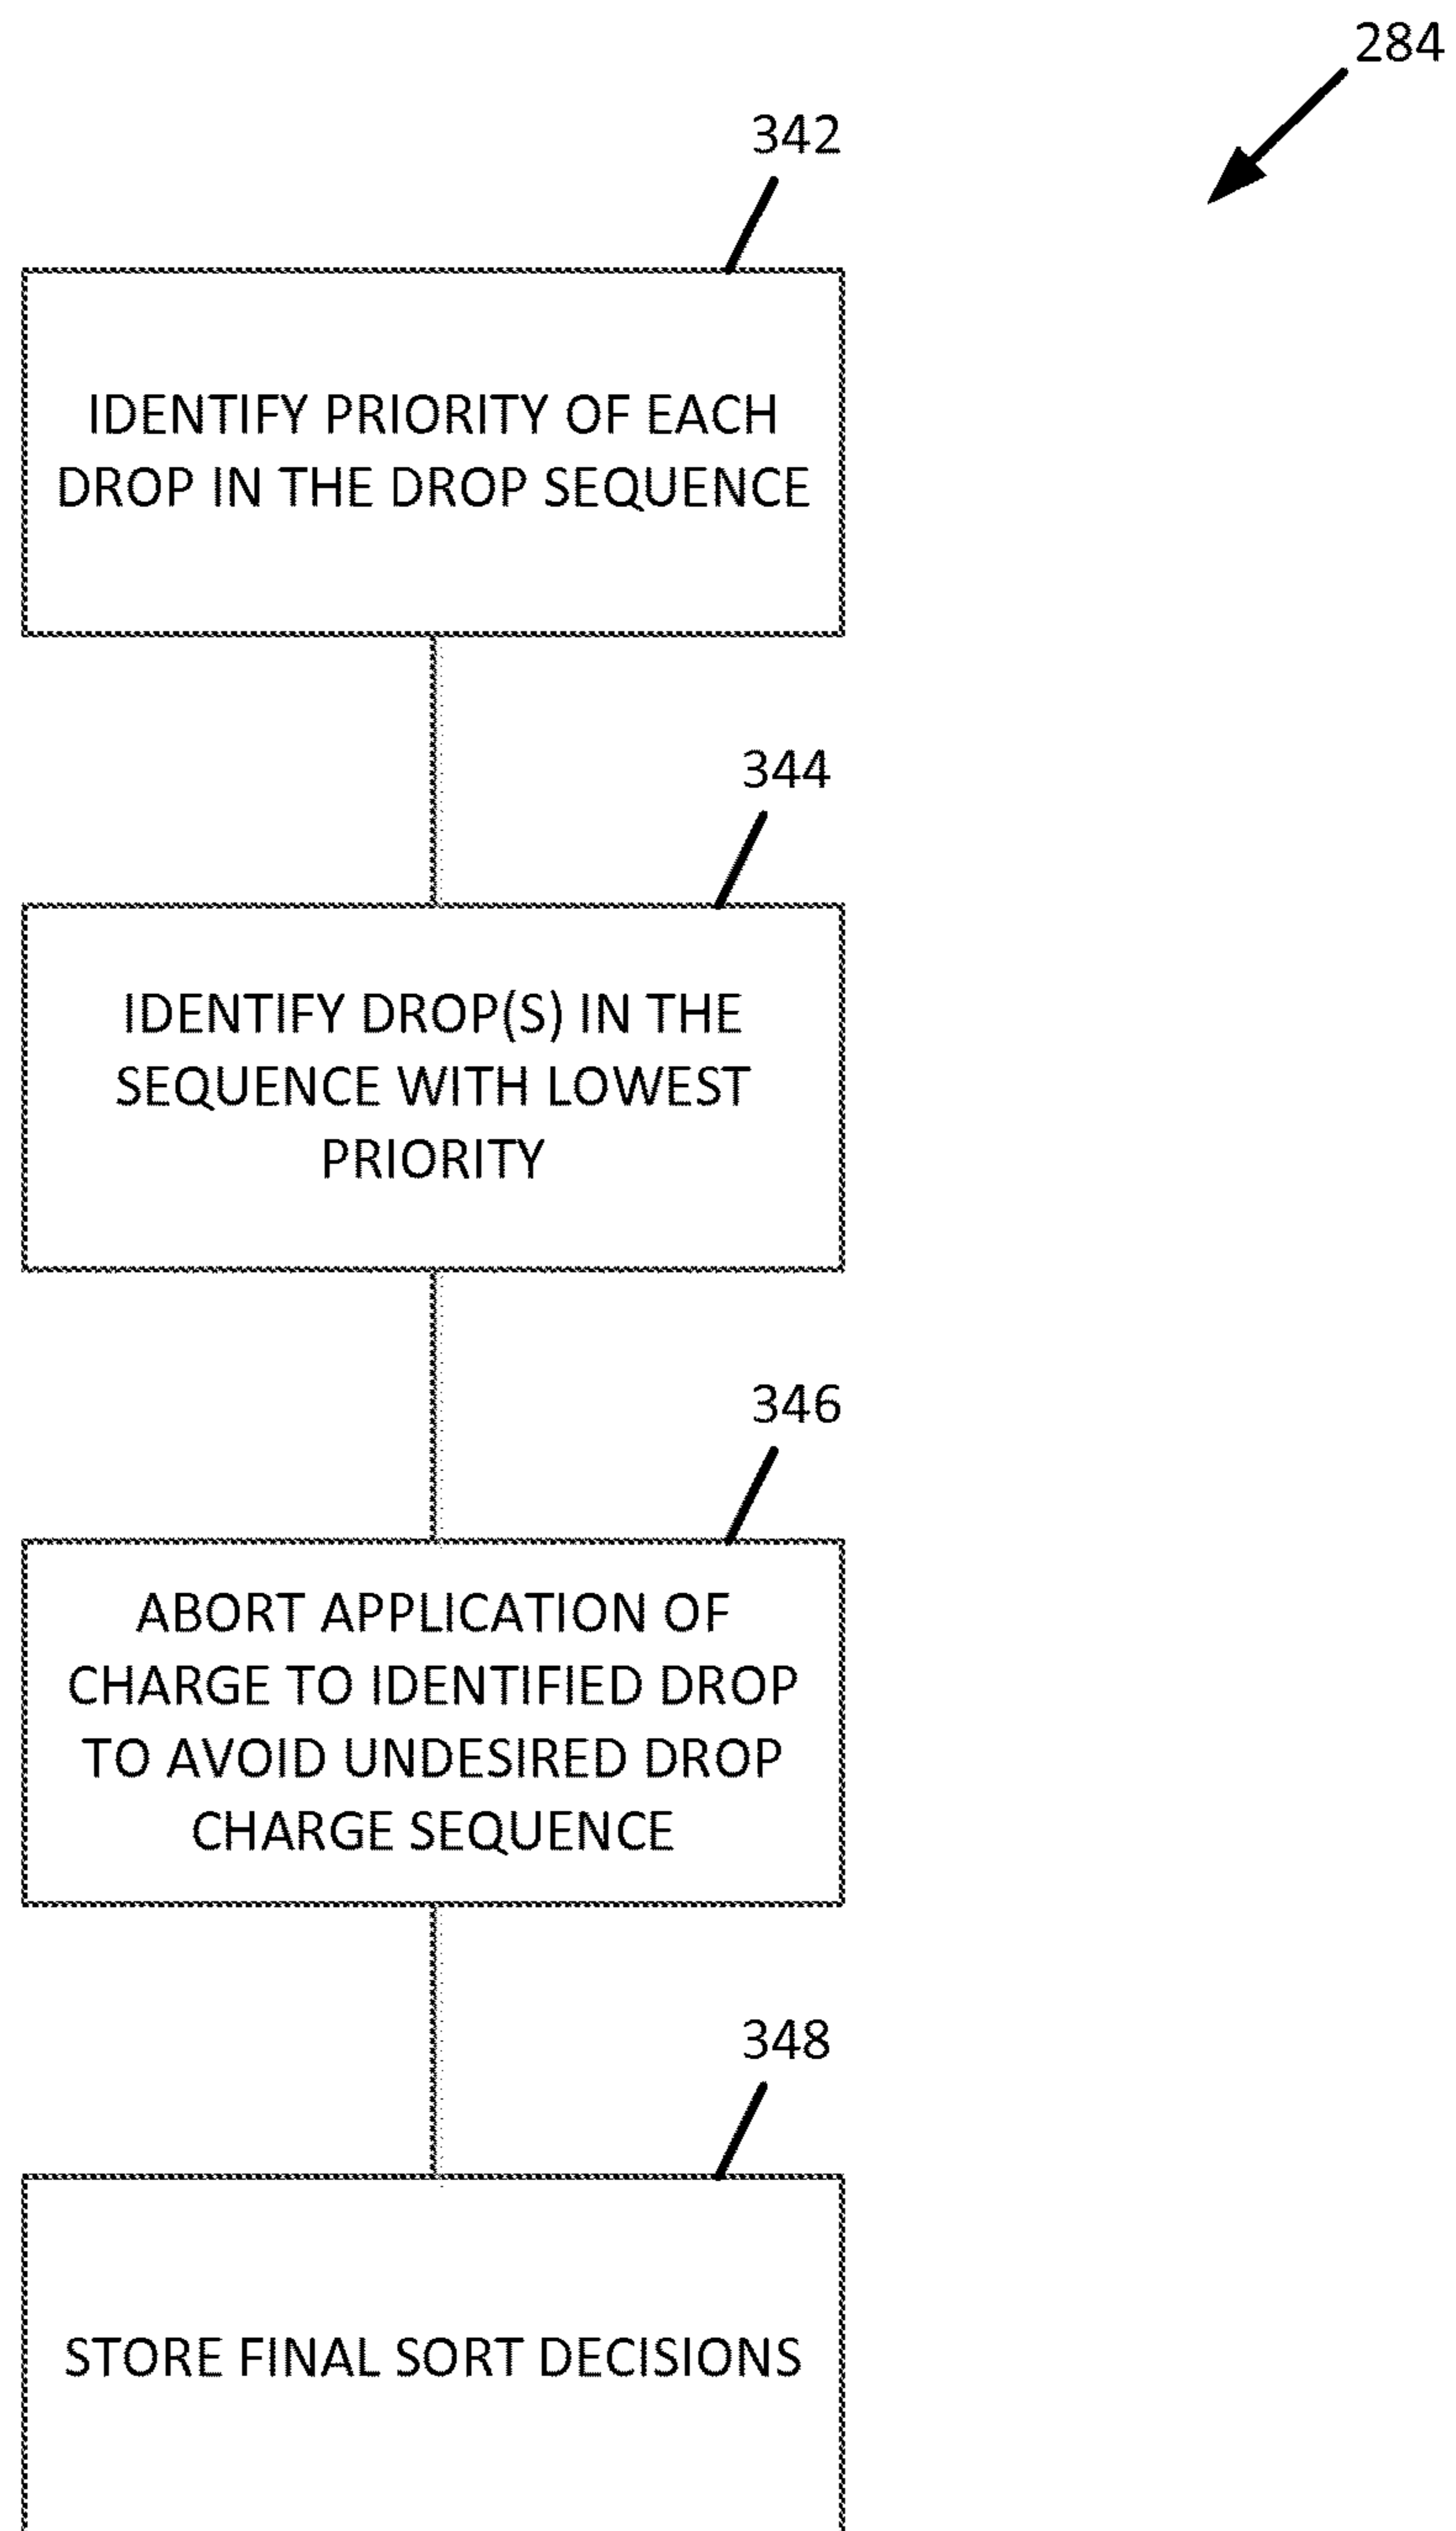 284
342
IDENTIFY PRIORITY OF EACH
DROP IN THE DROP SEQUENCE
344
IDENTIFY DROP(S) IN THE
SEQUENCE WITH LOWEST
PRIORITY
346
ABORT APPLICATION OF
CHARGE TO IDENTIFIED DROP
TO AVOID UNDESIRED DROP
CHARGE SEQUENCE
348
STORE FINAL SORT DECISIONS